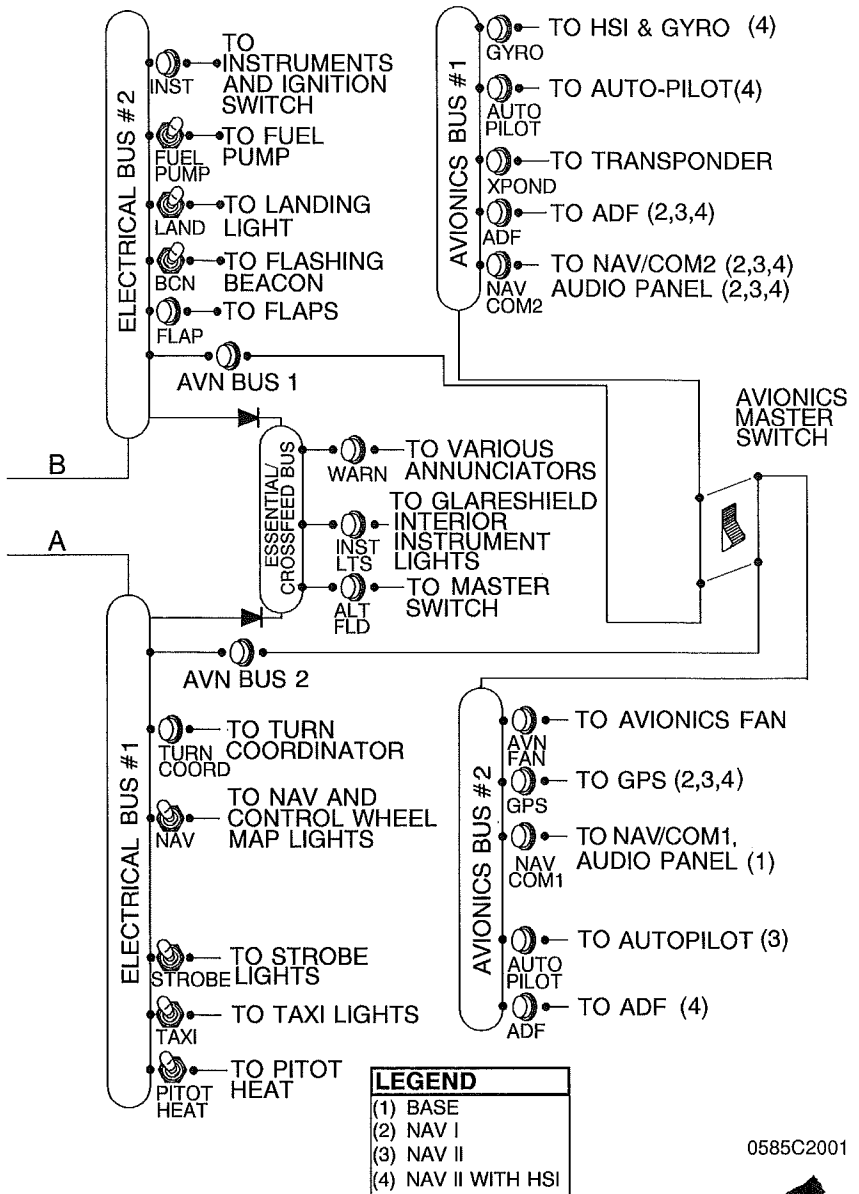 ELECTRICAL BUS #2
INST
TO
INSTRUMENTS
AND IGNITION
SWITCH
FUEL
PUMP
TO FUEL
PUMP
LAND
TO LANDING
LIGHT
BCN
TO FLASHING
BEACON
FLAP
TO FLAPS
AVN BUS 1
AVIONICS BUS #1
GYRO
TO HSI & GYRO (4)
AUTO
PILOT
TO AUTO-PILOT(4)
XPOND
TO TRANSPONDER
ADF
TO ADF (2,3,4)
NAV
COM2
TO NAV/COM2 (2,3,4)
AUDIO PANEL (2,3,4)
AVIONICS
MASTER
SWITCH
B
A
ESSENTIAL/
CROSSFEED BUS
WARN
TO VARIOUS
ANNUNCIATORS
INST
LTS
TO GLARESHIELD
INTERIOR
INSTRUMENT
LIGHTS
ALT
FLD
TO MASTER
SWITCH
ELECTRICAL BUS #1
AVN BUS 2
TURN
COORD
TO TURN
COORDINATOR
NAV
TO NAV AND
CONTROL WHEEL
MAP LIGHTS
STROBE
TO STROBE
LIGHTS
TAXI
TO TAXI LIGHTS
PITOT
HEAT
TO PITOT
HEAT
AVIONICS BUS #2
AVN
FAN
TO AVIONICS FAN
GPS
TO GPS (2,3,4)
NAV
COM1
TO NAV/COM1,
AUDIO PANEL (1)
AUTO
PILOT
TO AUTOPILOT (3)
ADF
TO ADF (4)
LEGEND
(1) BASE
(2) NAV I
(3) NAV II
(4) NAV II WITH HSI
0585C2001